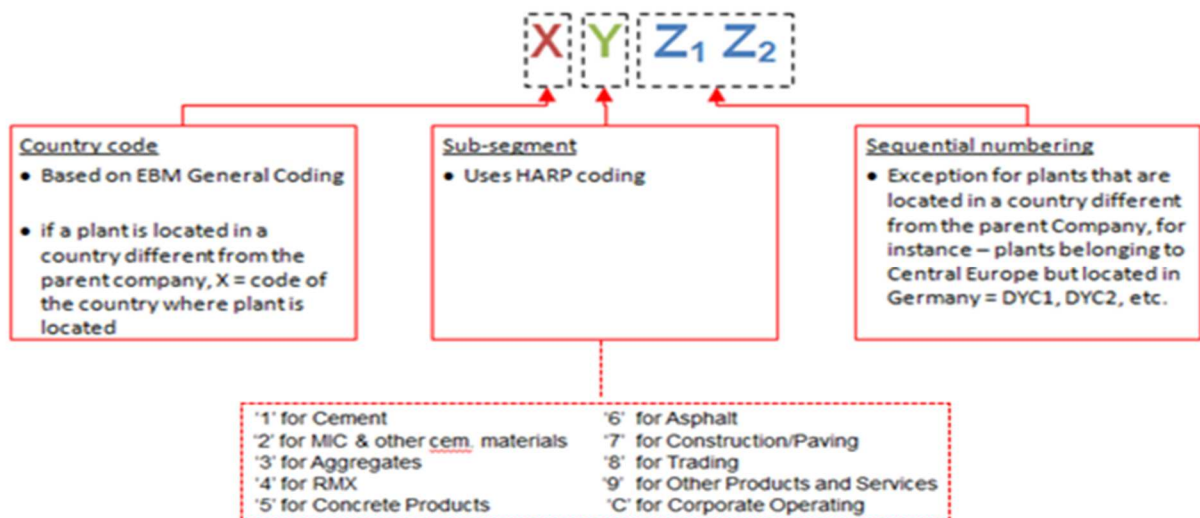 X Y Z₁ Z₂
Country code
• Based on EBM General Coding
• if a plant is located in a
country different from the
parent company, X = code of
the country where plant is
located
Sub-segment
• Uses HARP coding
Sequential numbering
• Exception for plants that are
located in a country different
from the parent Company, for
instance – plants belonging to
Central Europe but located in
Germany = DYC1, DYC2, etc.
'1' for Cement
'2' for MIC & other cem. materials
'3' for Aggregates
'4' for RMX
'5' for Concrete Products
'6' for Asphalt
'7' for Construction/Paving
'8' for Trading
'9' for Other Products and Services
'C' for Corporate Operating